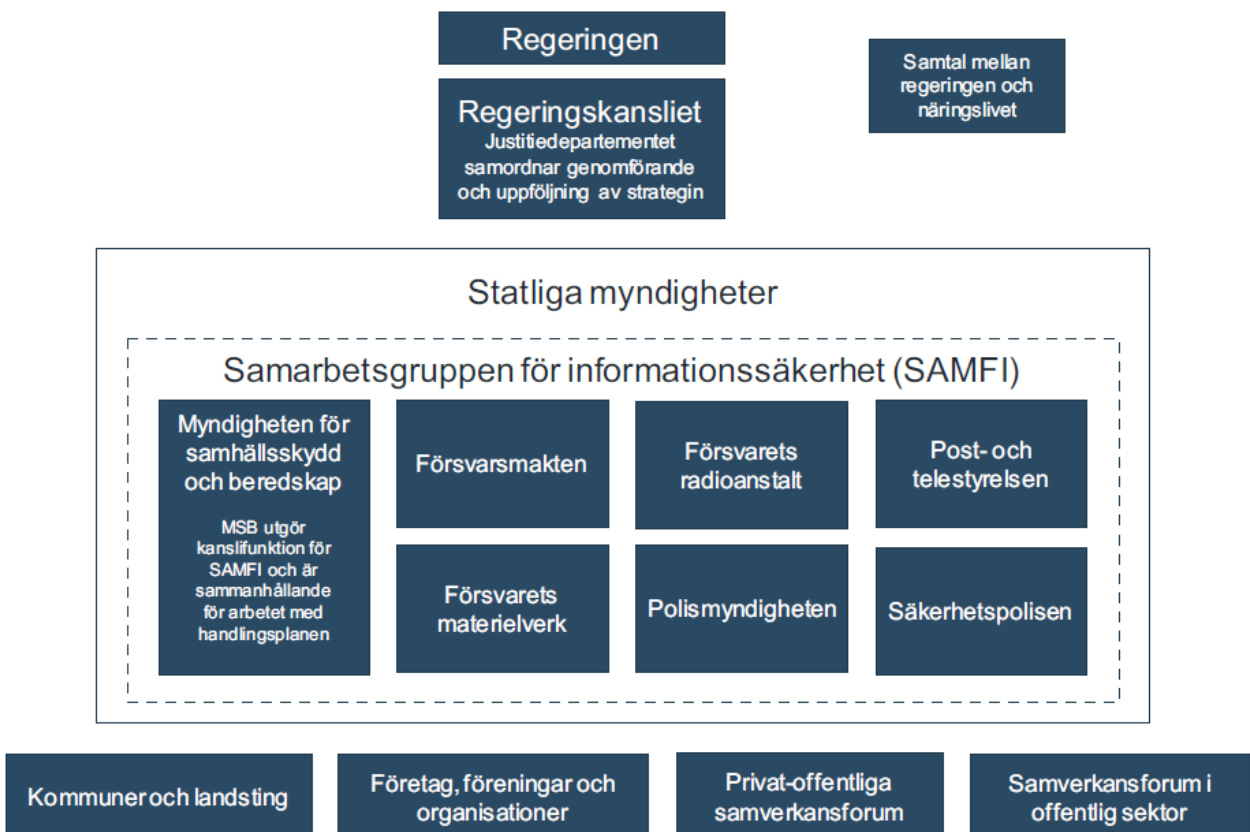 Regeringen
Samtal mellan
regeringen och
näringslivet
Regeringskansliet
Justitiedepartementet
samordnar genomförande
och uppföljning av strategin
Statliga myndigheter
Samarbetsgruppen för informationssäkerhet (SAMFI)
Myndigheten för
samhällsskydd
och beredskap
MSB utgör
kanslifunktion för
SAMFI och är
sammanhållande
för arbetet med
handlingsplanen
Försvarsmakten
Försvarets
radioanstalt
Post- och
telestyrelsen
Försvarets
materielverk
Polismyndigheten
Säkerhetspolisen
Kommuner och landsting
Företag, föreningar och
organisationer
Privat-offentliga
samverkansforum
Samverkansforum i
offentlig sektor